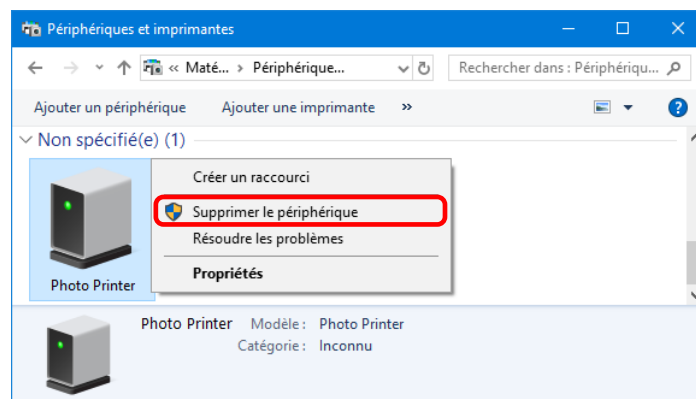 Périphériques et imprimantes
« Maté... › Périphérique... Rechercher dans : Périphériqu...
Ajouter un périphérique Ajouter une imprimante »
Non spécifié(e) (1)
Créer un raccourci
Supprimer le périphérique
Résoudre les problèmes
Propriétés
Photo Printer
Photo Printer Modèle : Photo Printer
Catégorie : Inconnu